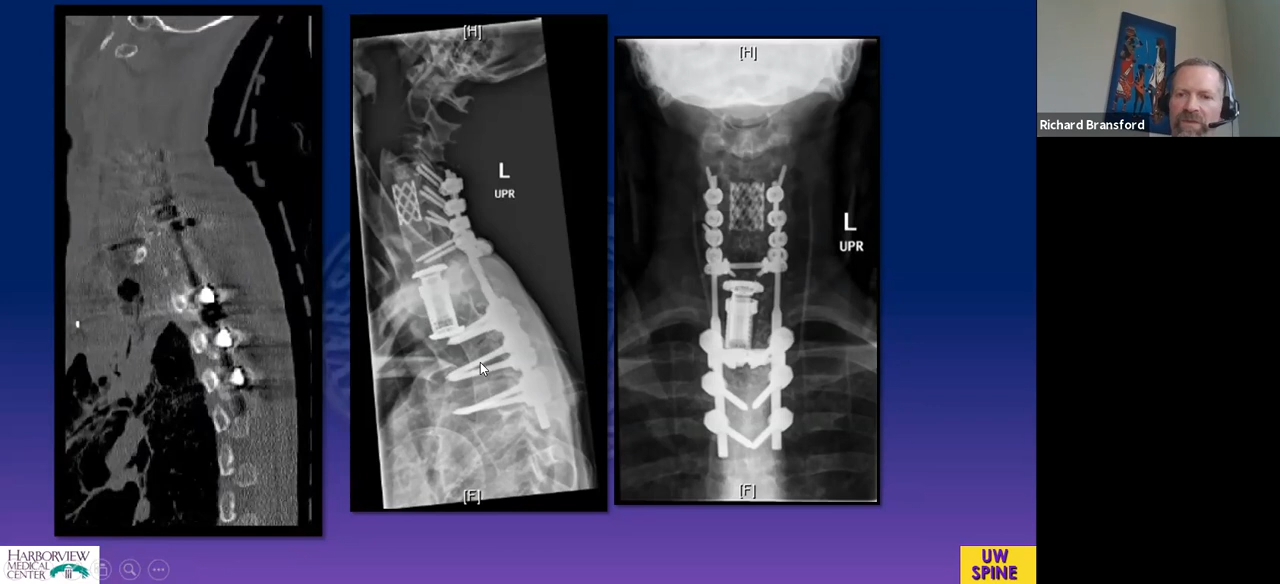 [H]
L
UPR
[F]
[H]
L
UPR
[F]
Richard Bransford
HARBORVIEW
MEDICAL
CENTER
UW
SPINE